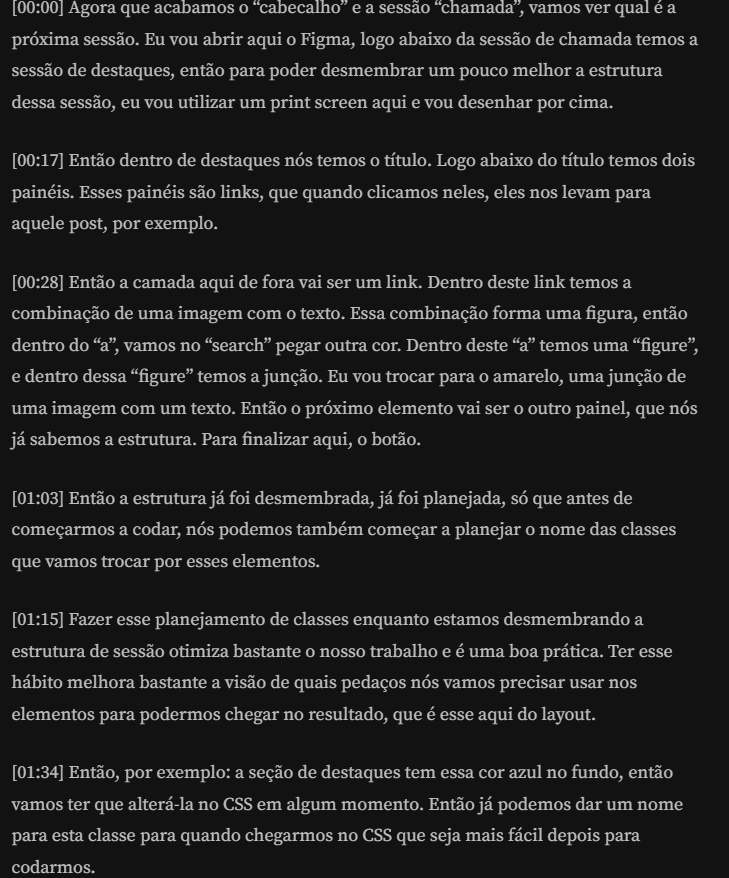 [00:00] Agora que acabamos o “cabecalho” e a sessão “chamada”, vamos ver qual é a
próxima sessão. Eu vou abrir aqui o Figma, logo abaixo da sessão de chamada temos a
sessão de destaques, então para poder desmembrar um pouco melhor a estrutura
dessa sessão, eu vou utilizar um print screen aqui e vou desenhar por cima.
[00:17] Então dentro de destaques nós temos o título. Logo abaixo do título temos dois
painéis. Esses painéis são links, que quando clicamos neles, eles nos levam para
aquele post, por exemplo.
[00:28] Então a camada aqui de fora vai ser um link. Dentro deste link temos a
combinação de uma imagem com o texto. Essa combinação forma uma figura, então
dentro do “a”, vamos no “search” pegar outra cor. Dentro deste “a” temos uma “figure”,
e dentro dessa “figure” temos a junção. Eu vou trocar para o amarelo, uma junção de
uma imagem com um texto. Então o próximo elemento vai ser o outro painel, que nós
já sabemos a estrutura. Para finalizar aqui, o botão.
[01:03] Então a estrutura já foi desmembrada, já foi planejada, só que antes de
começarmos a codar, nós podemos também começar a planejar o nome das classes
que vamos trocar por esses elementos.
[01:15] Fazer esse planejamento de classes enquanto estamos desmembrando a
estrutura de sessão otimiza bastante o nosso trabalho e é uma boa prática. Ter esse
hábito melhora bastante a visão de quais pedaços nós vamos precisar usar nos
elementos para podermos chegar no resultado, que é esse aqui do layout.
[01:34] Então, por exemplo: a seção de destaques tem essa cor azul no fundo, então
vamos ter que alterá-la no CSS em algum momento. Então já podemos dar um nome
para esta classe para quando chegarmos no CSS que seja mais fácil depois para
codarmos.